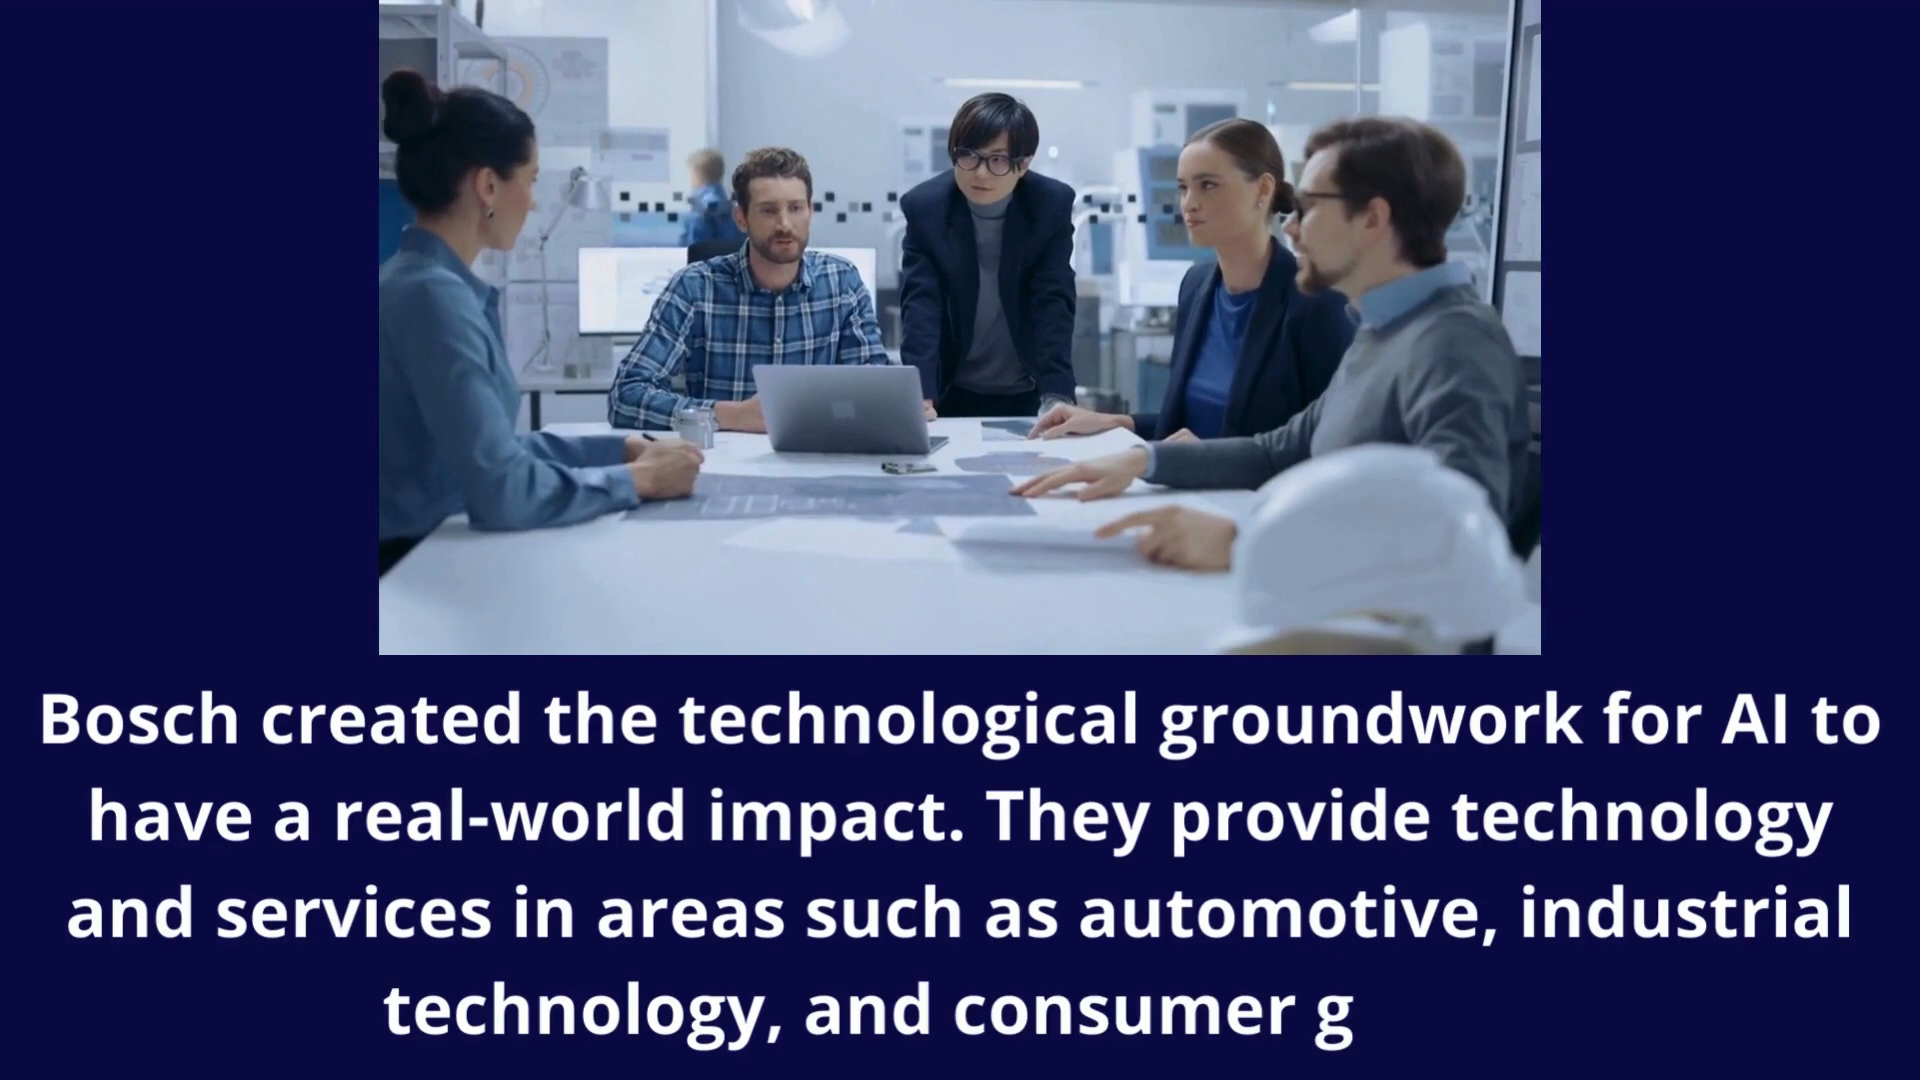 Bosch created the technological groundwork for AI to
have a real-world impact. They provide technology
and services in areas such as automotive, industrial
technology, and consumer g